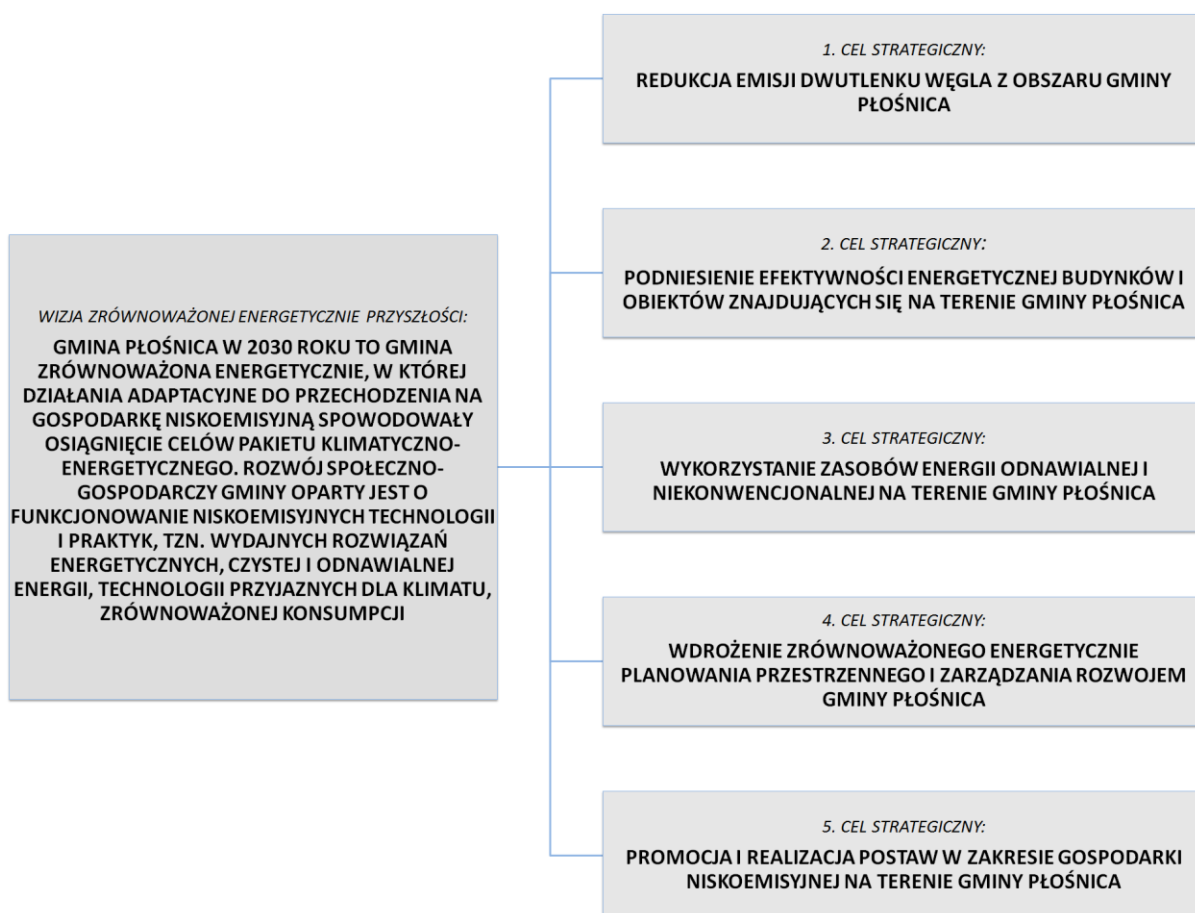 WIZJA ZRÓWNOWAŻONEJ ENERGETYCZNIE PRZYSZŁOŚCI:
GMINA PŁOŚNICA W 2030 ROKU TO GMINA
ZRÓWNOWAŻONA ENERGETYCZNIE, W KTÓREJ
DZIAŁANIA ADAPTACYJNE DO PRZECHODZENIA NA
GOSPODARKĘ NISKOEMISYJNĄ SPOWODOWAŁY
OSIĄGNIĘCIE CELÓW PAKIETU KLIMATYCZNO-
ENERGETYCZNEGO. ROZWÓJ SPOŁECZNO-
GOSPODARCZY GMINY OPARTY JEST O
FUNKCJONOWANIE NISKOEMISYJNYCH TECHNOLOGII
I PRAKTYK, TZN. WYDAJNYCH ROZWIĄZAŃ
ENERGETYCZNYCH, CZYSTEJ I ODNAWIALNEJ
ENERGII, TECHNOLOGII PRZYJAZNYCH DLA KLIMATU,
ZRÓWNOWAŻONEJ KONSUMPCJI
1. CEL STRATEGICZNY:
REDUKCJA EMISJI DWUTLENKU WĘGLA Z OBSZARU GMINY
PŁOŚNICA
2. CEL STRATEGICZNY:
PODNIESIENIE EFEKTYWNOŚCI ENERGETYCZNEJ BUDYNKÓW I
OBIEKTÓW ZNAJDUJĄCYCH SIĘ NA TERENIE GMINY PŁOŚNICA
3. CEL STRATEGICZNY:
WYKORZYSTANIE ZASOBÓW ENERGII ODNAWIALNEJ I
NIEKONWENCJONALNEJ NA TERENIE GMINY PŁOŚNICA
4. CEL STRATEGICZNY:
WDROŻENIE ZRÓWNOWAŻONEGO ENERGETYCZNIE
PLANOWANIA PRZESTRZENNEGO I ZARZĄDZANIA ROZWOJEM
GMINY PŁOŚNICA
5. CEL STRATEGICZNY:
PROMOCJA I REALIZACJA POSTAW W ZAKRESIE GOSPODARKI
NISKOEMISYJNEJ NA TERENIE GMINY PŁOŚNICA